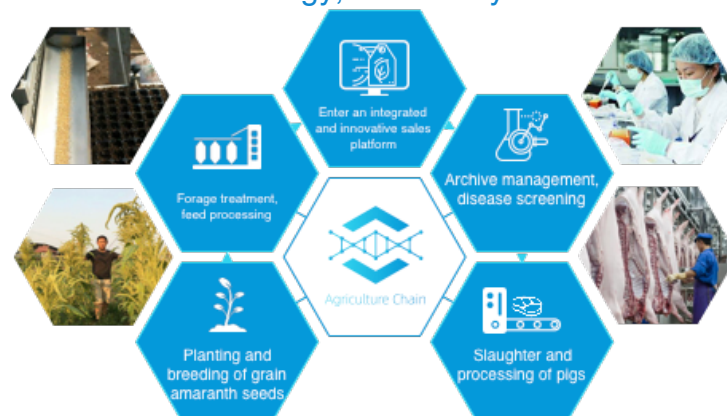 Enter an integrated
and innovative sales
platform
Forage treatment,
feed processing
Archive management,
disease screening
Agriculture Chain
Planting and
breeding of grain
amaranth seeds
Slaughter and
processing of pigs